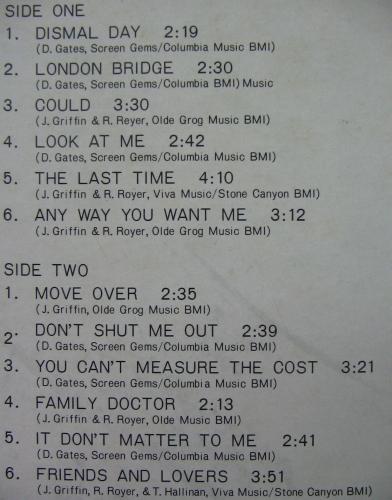 SIDE ONE
1. DISMAL DAY 2:19
(D. Gates, Screen Gems/Columbia Music BMI)
2. LONDON BRIDGE 2:30
(D. Gates, Screen Gems/Columbia BMI) Music
3. COULD 3:30
(J. Griffin & R. Reyer, Olde Grog Music BMI)
4. LOOK AT ME 2:42
(D. Gates, Screen Gems/Columbia Music BMI)
5. THE LAST TIME 4:10
(J. Griffin & R. Royer, Viva Music/Stone Canyon BMI)
6. ANY WAY YOU WANT ME 3:12
(J. Griffin & R. Royer, Olde Grog Music BMI)
SIDE TWO
1. MOVE OVER 2:35
(J. Griffin, Olde Grog Music BMI)
2. DON'T SHUT ME OUT 2:39
(D. Gates, Screen Gems/Columbia Music BMI)
3. YOU CAN'T MEASURE THE COST 3:21
(D. Gates, Screen Gems/Columbia Music BMI)
4. FAMILY DOCTOR 2:13
(J. Griffin & R. Royer, Olde Grog Music BMI)
5. IT DON'T MATTER TO ME 2:41
(D. Gates, Screen Gems/Columbia Music BMI)
6. FRIENDS AND LOVERS 3:51
(J. Griffin, R. Royer, & T. Hallinan, Viva Music/Stone Canyon BMI)